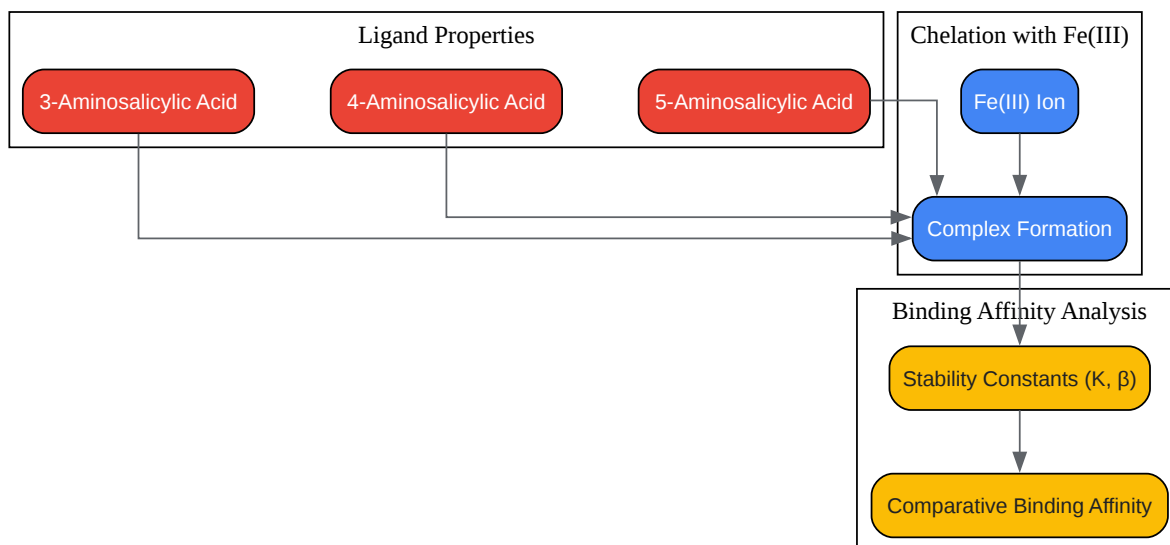 Ligand Properties
Chelation with Fe(III)
3-Aminosalicylic Acid
4-Aminosalicylic Acid
5-Aminosalicylic Acid
Fe(III) Ion
Complex Formation
Binding Affinity Analysis
Stability Constants (K, β)
Comparative Binding Affinity